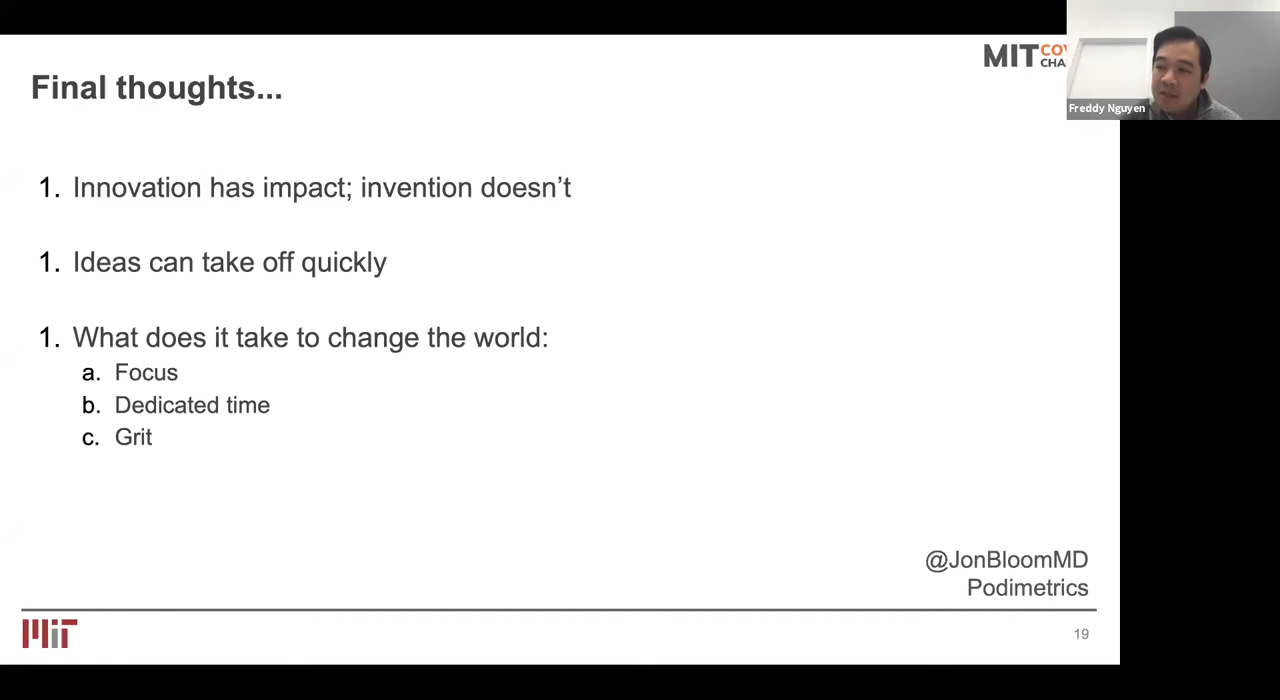 MIT
Final thoughts...
Freddy Nguyen
1. Innovation has impact; invention doesn’t
1. Ideas can take off quickly
1. What does it take to change the world:
a. Focus
b. Dedicated time
c. Grit
@JonBloomMD
Podimetrics
MIT
19